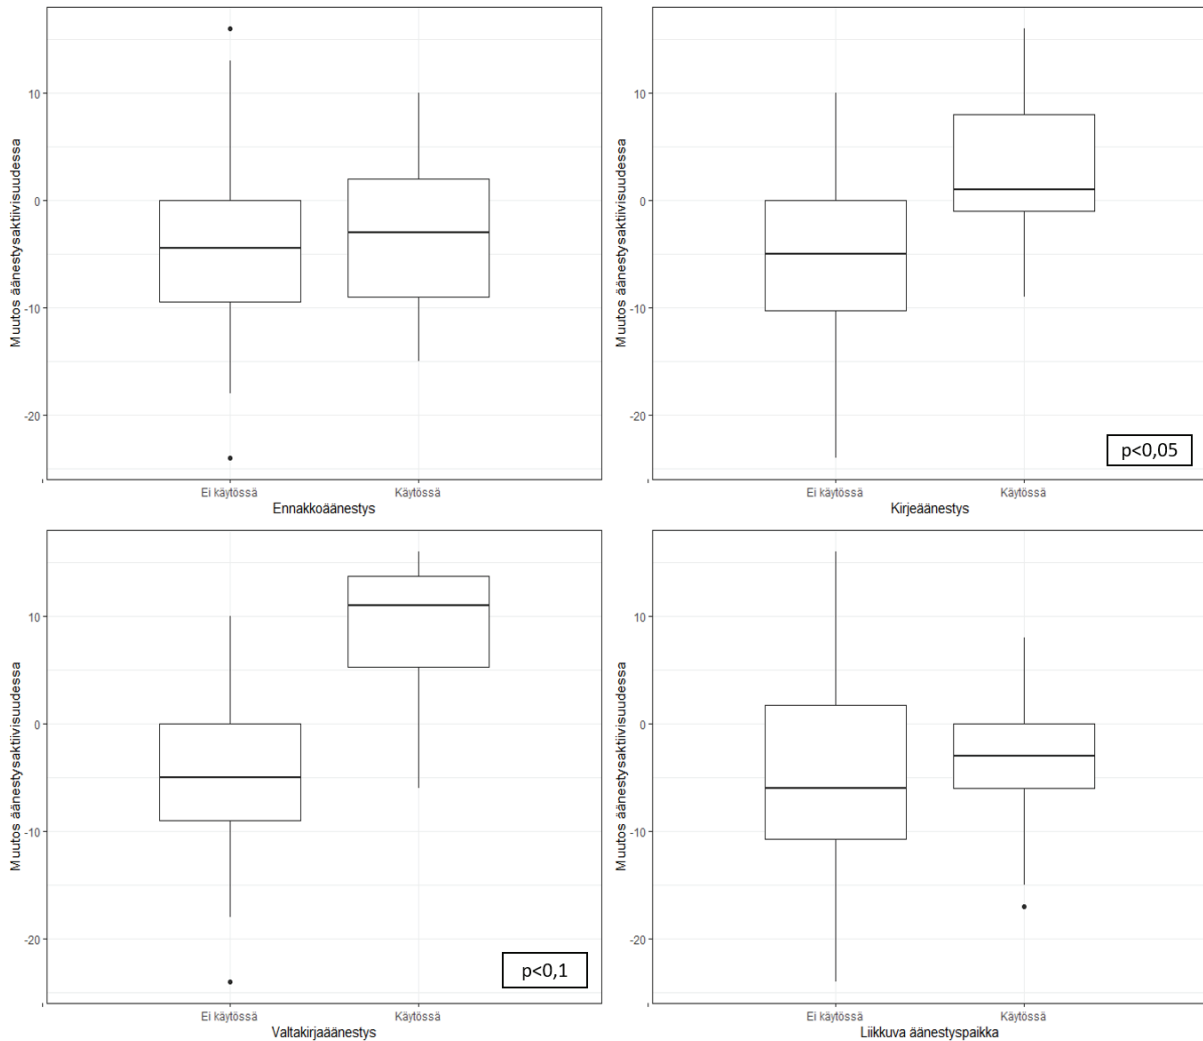 Muutos äänestysaktiivisuudessa
10
0
-10
-20
Ei käytössä
Käytössä
Ennakkoäänestys
Muutos äänestysaktiivisuudessa
10
0
-10
-20
p<0,05
Ei käytössä
Käytössä
Kirjeäänestys
Muutos äänestysaktiivisuudessa
10
0
-10
-20
p<0,1
Ei käytössä
Käytössä
Valtakirjaäänestys
Muutos äänestysaktiivisuudessa
10
0
-10
-20
Ei käytössä
Käytössä
Liikkuva äänestyspaikka